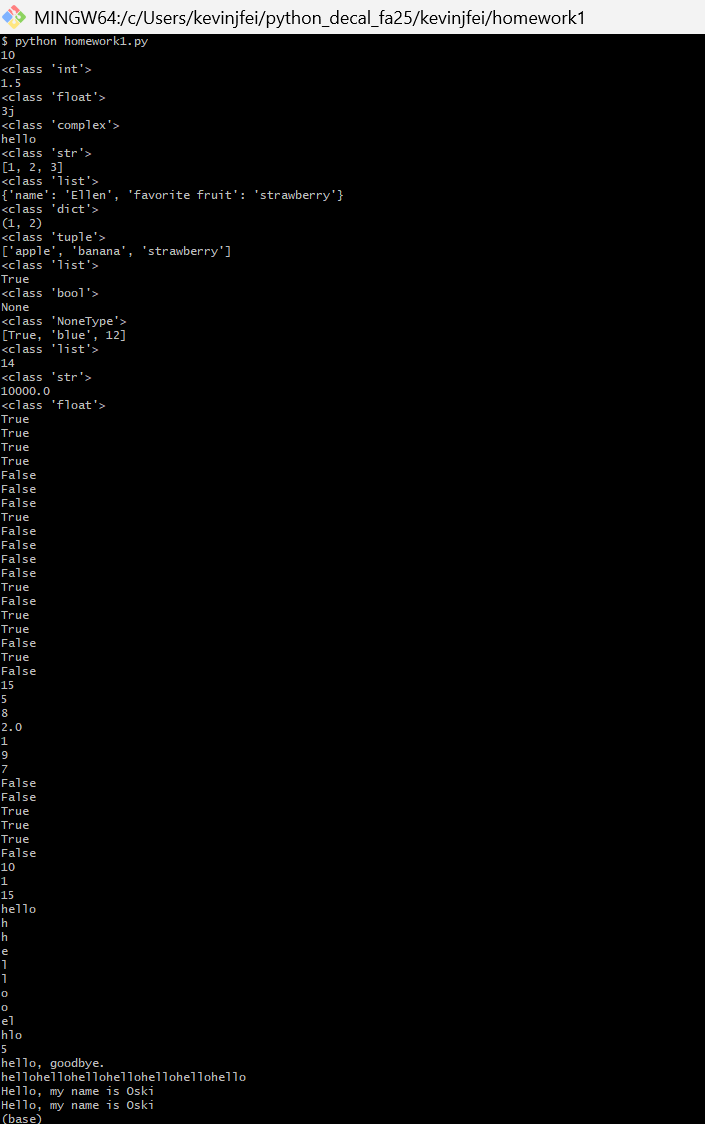 MINGW64:/c/Users/kevinjfei/python_decal_fa25/kevinjfei/homework1
$ python homework1.py
10
<class 'int'>
1.5
<class 'float'>
3j
<class 'complex'>
hello
<class 'str'>
[1, 2, 3]
<class 'list'>
{'name': 'Ellen', 'favorite fruit': 'strawberry'}
<class 'dict'>
(1, 2)
<class 'tuple'>
['apple', 'banana', 'strawberry']
<class 'list'>
True
<class 'bool'>
None
<class 'NoneType'>
[True, 'blue', 12]
<class 'list'>
14
<class 'str'>
10000.0
<class 'float'>
True
True
True
True
False
False
False
True
False
False
False
False
True
False
True
True
False
True
False
15
5
8
2.0
1
9
7
False
False
True
True
True
False
10
1
15
hello
h
h
e
l
l
o
o
el
hlo
5
hello, goodbye.
hellohellohellohellohellohellohello
Hello, my name is Oski
Hello, my name is Oski
(base)